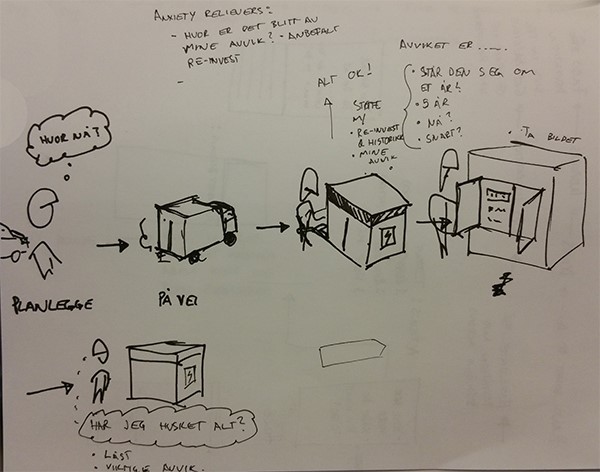 ANXIETY RELIEVERS:
- HVOR ER DET BLITT AV
MINE AVVIK? - ANBEFALT
RE-INVEST
-
AVVIKET ER.....
• STÅR DEN SEG OM
ET ÅR!
• 5 ÅR
• NÅ?
• SNART?
ALT OK!
STATE
M/
• RE-INVEST
& HISTORIKK
• MINE
AVVIK
• TA BILDET
HVOR NÅ?
PLANLEGGE
PÅ VEI
HAR JEG HUSKET ALT?
• LÅST
• VIKTIGE AVVIK.